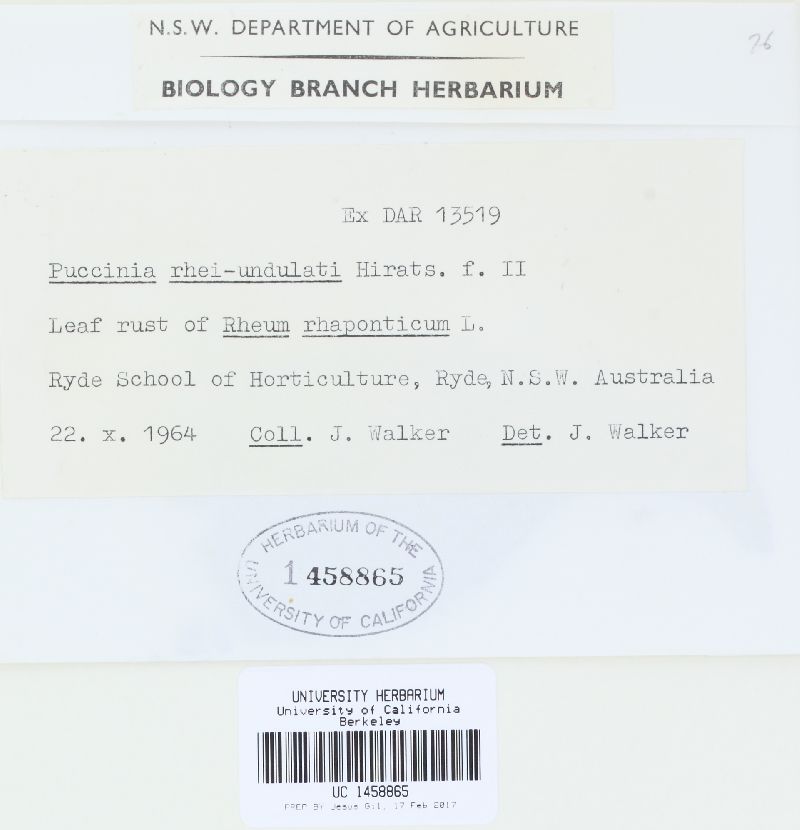 N.S.W. DEPARTMENT OF AGRICULTURE
76
BIOLOGY BRANCH HERBARIUM
Ex DAR 13519
Puccinia rhei-undulati Hirats. f. II
Leaf rust of Rheum rhaponticum L.
Ryde School of Horticulture, Ryde, N.S.W. Australia
22. x. 1964 Coll. J. Walker Det. J. Walker
HERBARIUM OF THE
1458865
UNIVERSITY OF CALIFORNIA
UNIVERSITY HERBARIUM
University of California
Berkeley
UC 1458865
PREP BY Jesus Gil, 17 Feb 2017